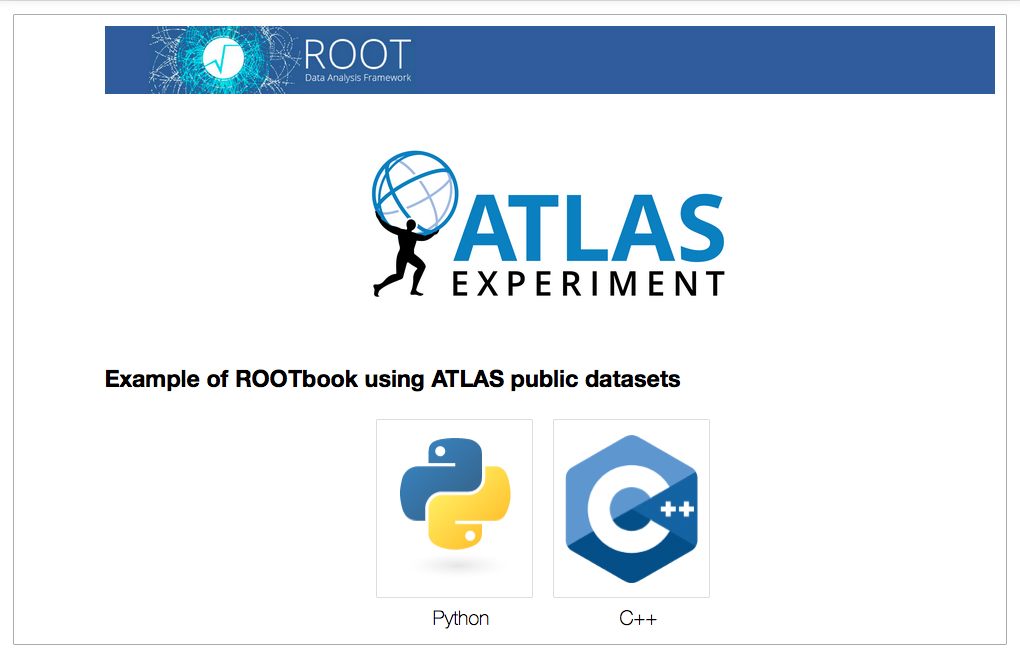 ROOT
Data Analysis Framework
ATLAS
EXPERIMENT
Example of ROOTbook using ATLAS public datasets
C++
Python
C++